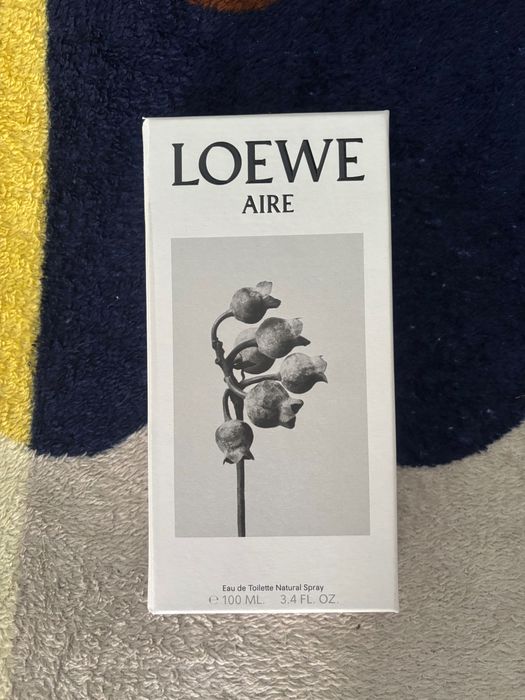 LOEWE
AIRE
Eau de Toilette Natural Spray
℮ 100 ML. 3.4 FL. OZ.